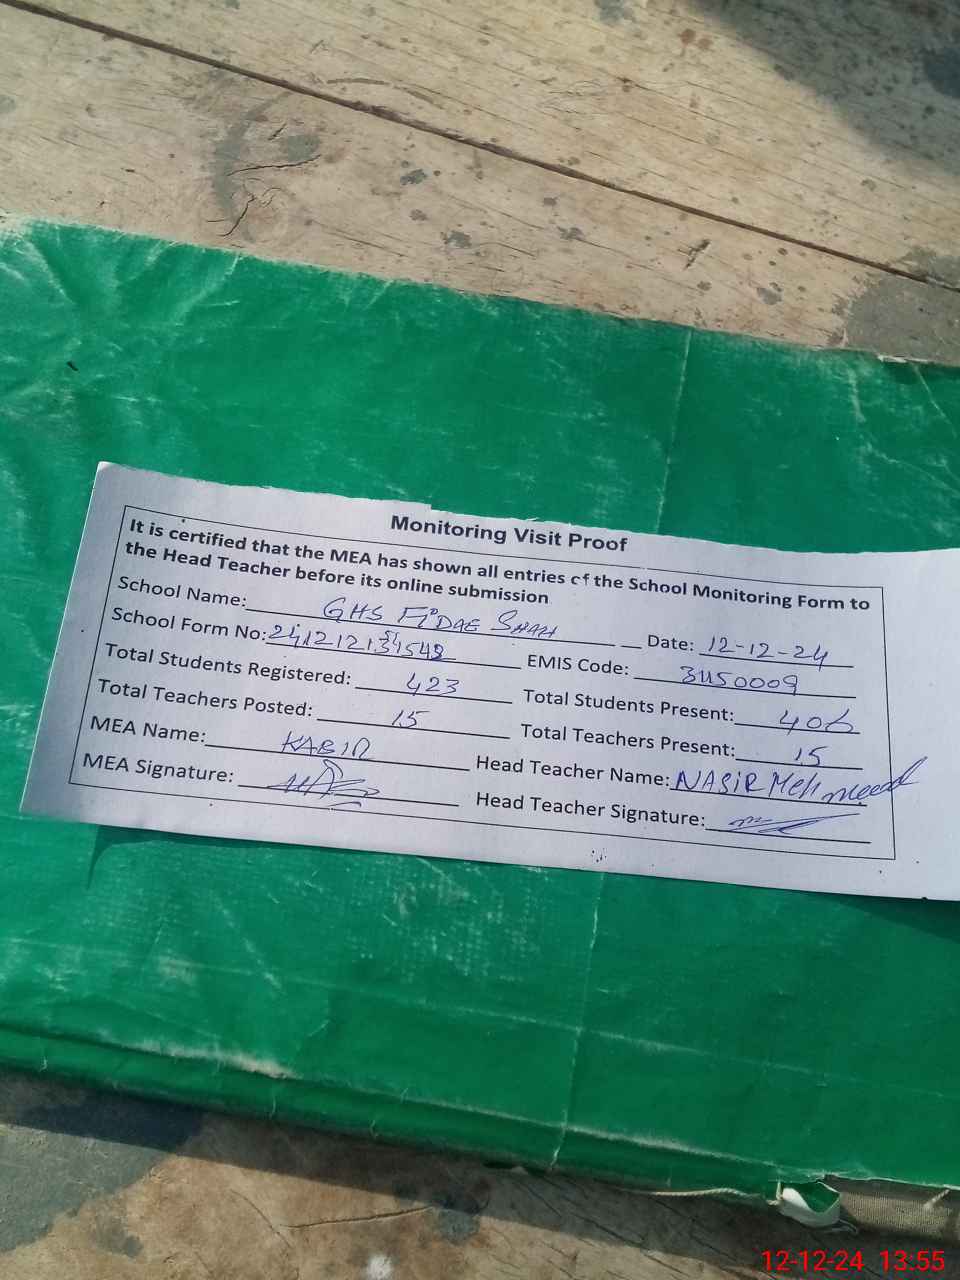 Monitoring Visit Proof
It is certified that the MEA has shown all entries of the School Monitoring Form to
the Head Teacher before its online submission
School Name: GHS Fidae Shah Date: 12-12-24
School Form No: EMIS Code: 31150009
Total Students Registered: 423 Total Students Present: 406
Total Teachers Posted: 15 Total Teachers Present: 15
MEA Name: KABIR Head Teacher Name: NASIR Mehmood
MEA Signature: Head Teacher Signature:
12-12-24 13:55